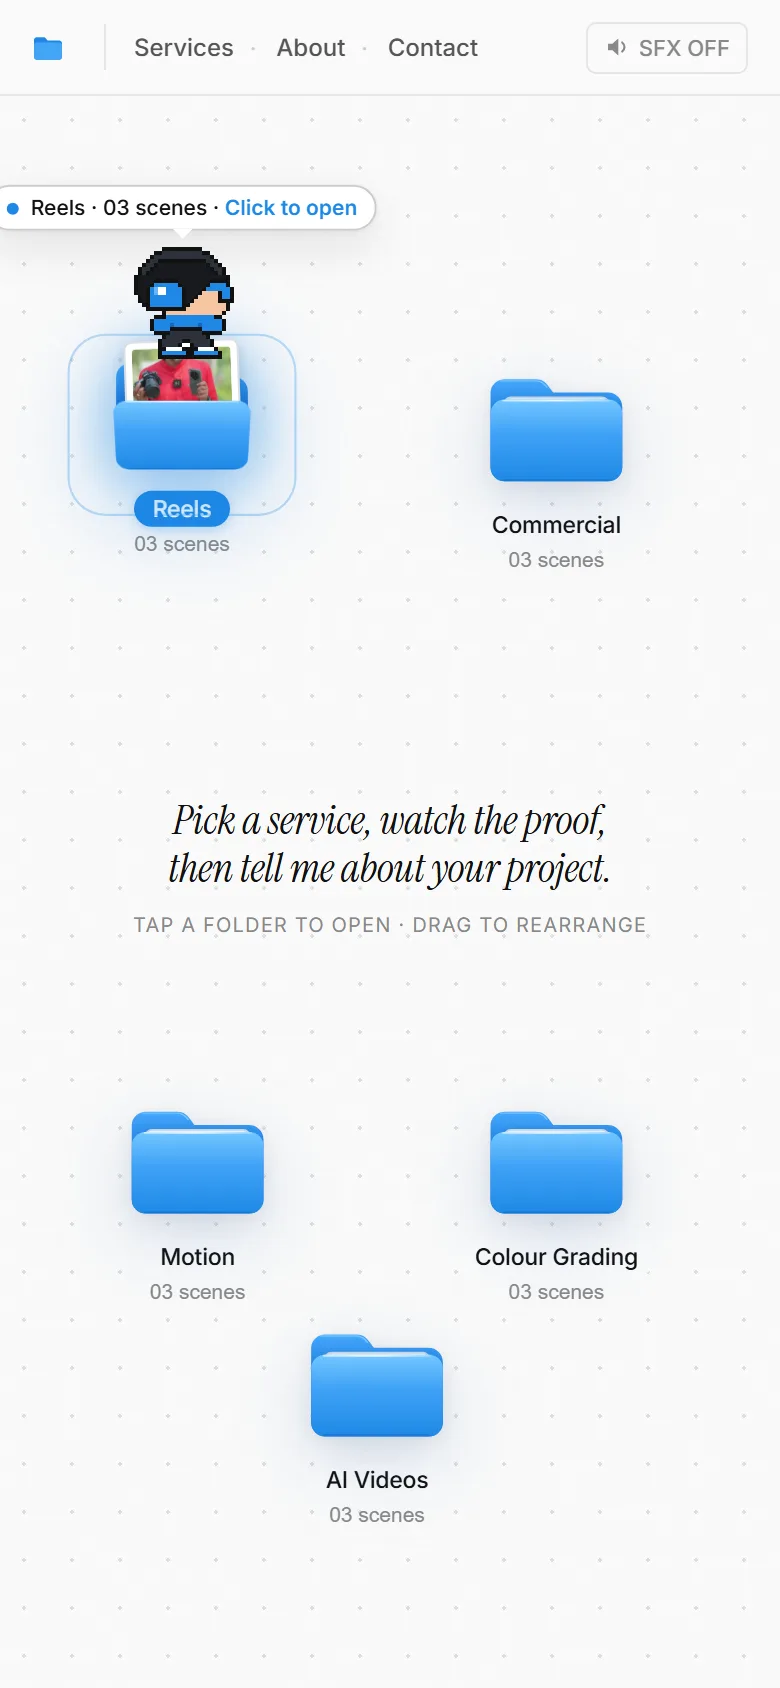 Services · About · Contact
SFX OFF
Reels · 03 scenes · Click to open
Reels
03 scenes
Commercial
03 scenes
Pick a service, watch the proof,
then tell me about your project.
TAP A FOLDER TO OPEN · DRAG TO REARRANGE
Motion
03 scenes
Colour Grading
03 scenes
AI Videos
03 scenes